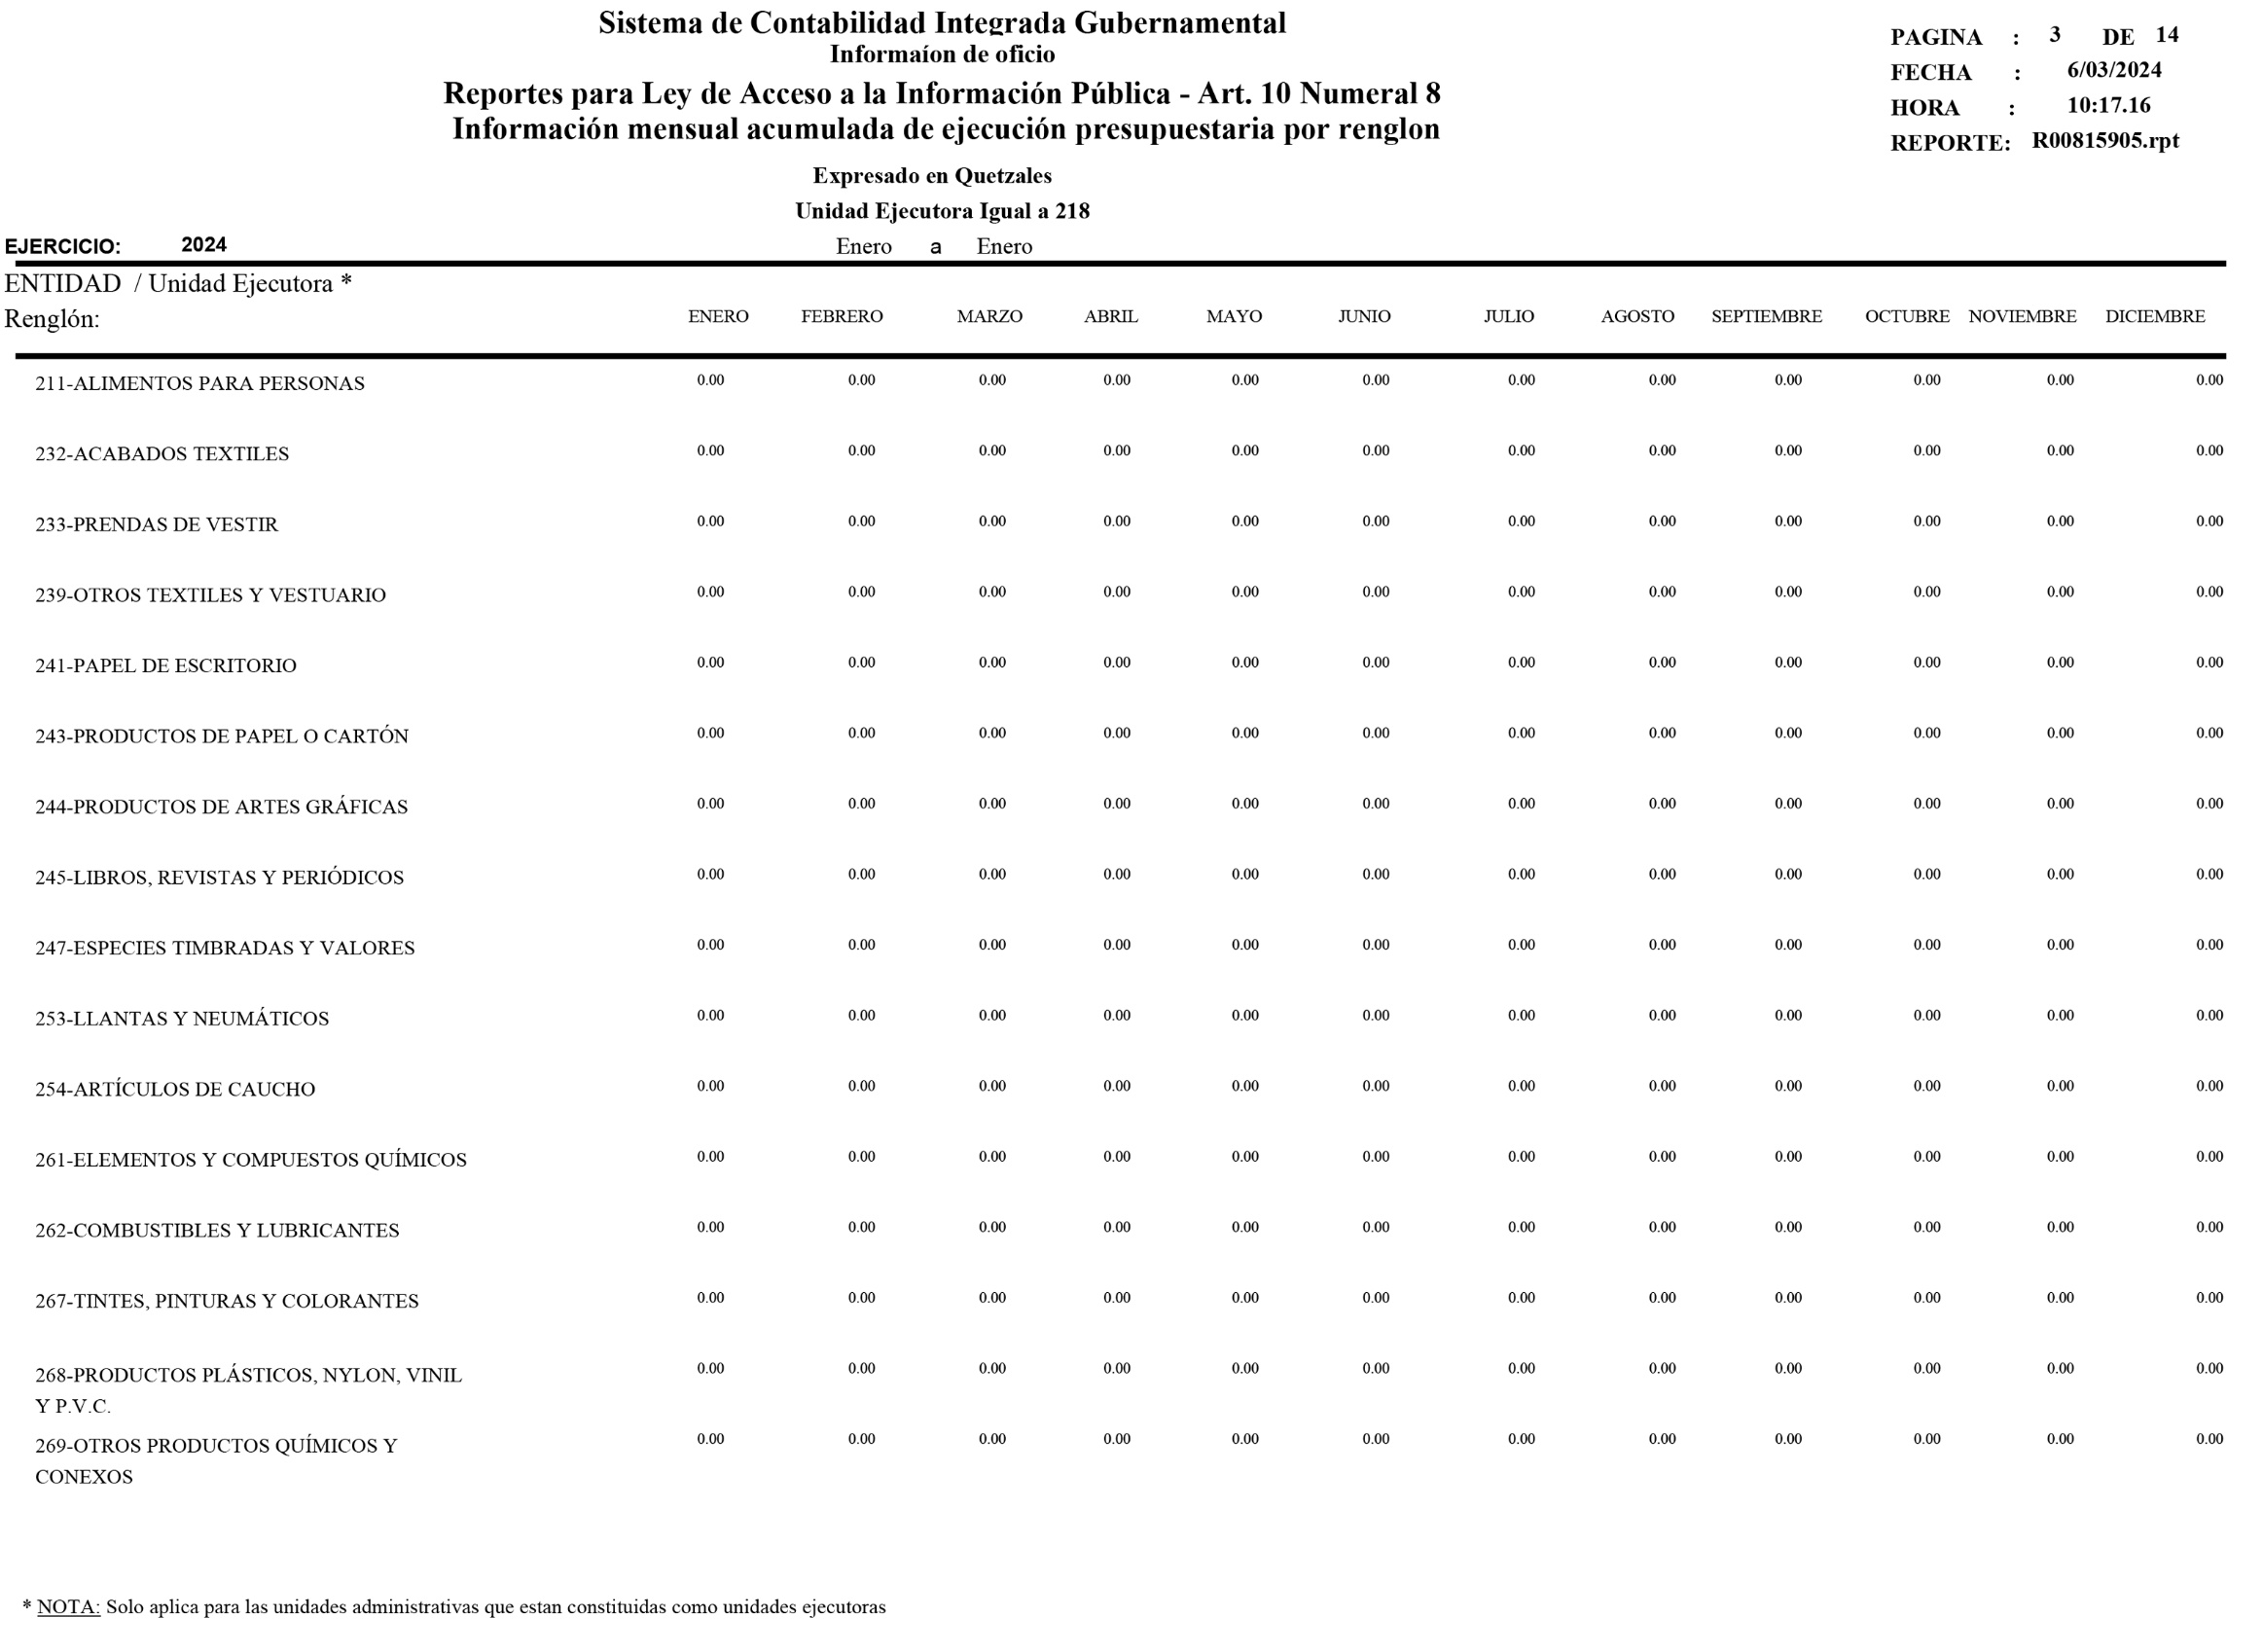 Sistema de Contabilidad Integrada Gubernamental
Informaíon de oficio
Reportes para Ley de Acceso a la Información Pública - Art. 10 Numeral 8
Información mensual acumulada de ejecución presupuestaria por renglon
Expresado en Quetzales
Unidad Ejecutora Igual a 218
PAGINA : 3 DE 14
FECHA : 6/03/2024
HORA : 10:17.16
REPORTE: R00815905.rpt
EJERCICIO: 2024 Enero a Enero
ENTIDAD / Unidad Ejecutora *
Renglón: ENERO FEBRERO MARZO ABRIL MAYO JUNIO JULIO AGOSTO SEPTIEMBRE OCTUBRE NOVIEMBRE DICIEMBRE
211-ALIMENTOS PARA PERSONAS 0.00 0.00 0.00 0.00 0.00 0.00 0.00 0.00 0.00 0.00 0.00 0.00
232-ACABADOS TEXTILES 0.00 0.00 0.00 0.00 0.00 0.00 0.00 0.00 0.00 0.00 0.00 0.00
233-PRENDAS DE VESTIR 0.00 0.00 0.00 0.00 0.00 0.00 0.00 0.00 0.00 0.00 0.00 0.00
239-OTROS TEXTILES Y VESTUARIO 0.00 0.00 0.00 0.00 0.00 0.00 0.00 0.00 0.00 0.00 0.00 0.00
241-PAPEL DE ESCRITORIO 0.00 0.00 0.00 0.00 0.00 0.00 0.00 0.00 0.00 0.00 0.00 0.00
243-PRODUCTOS DE PAPEL O CARTÓN 0.00 0.00 0.00 0.00 0.00 0.00 0.00 0.00 0.00 0.00 0.00 0.00
244-PRODUCTOS DE ARTES GRÁFICAS 0.00 0.00 0.00 0.00 0.00 0.00 0.00 0.00 0.00 0.00 0.00 0.00
245-LIBROS, REVISTAS Y PERIÓDICOS 0.00 0.00 0.00 0.00 0.00 0.00 0.00 0.00 0.00 0.00 0.00 0.00
247-ESPECIES TIMBRADAS Y VALORES 0.00 0.00 0.00 0.00 0.00 0.00 0.00 0.00 0.00 0.00 0.00 0.00
253-LLANTAS Y NEUMÁTICOS 0.00 0.00 0.00 0.00 0.00 0.00 0.00 0.00 0.00 0.00 0.00 0.00
254-ARTÍCULOS DE CAUCHO 0.00 0.00 0.00 0.00 0.00 0.00 0.00 0.00 0.00 0.00 0.00 0.00
261-ELEMENTOS Y COMPUESTOS QUÍMICOS 0.00 0.00 0.00 0.00 0.00 0.00 0.00 0.00 0.00 0.00 0.00 0.00
262-COMBUSTIBLES Y LUBRICANTES 0.00 0.00 0.00 0.00 0.00 0.00 0.00 0.00 0.00 0.00 0.00 0.00
267-TINTES, PINTURAS Y COLORANTES 0.00 0.00 0.00 0.00 0.00 0.00 0.00 0.00 0.00 0.00 0.00 0.00
268-PRODUCTOS PLÁSTICOS, NYLON, VINIL 0.00 0.00 0.00 0.00 0.00 0.00 0.00 0.00 0.00 0.00 0.00 0.00
Y P.V.C.
269-OTROS PRODUCTOS QUÍMICOS Y 0.00 0.00 0.00 0.00 0.00 0.00 0.00 0.00 0.00 0.00 0.00 0.00
CONEXOS
* NOTA: Solo aplica para las unidades administrativas que estan constituidas como unidades ejecutoras